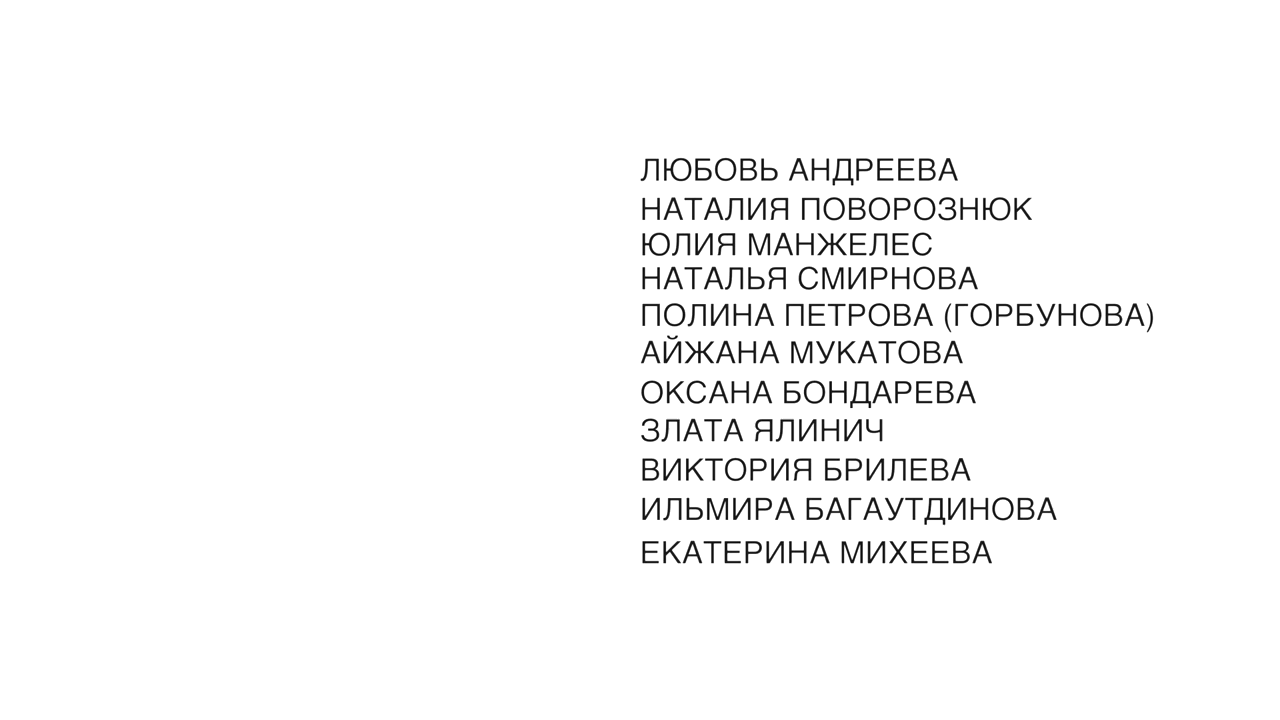 ЛЮБОВЬ АНДРЕЕВА
НАТАЛИЯ ПОВОРОЗНЮК
ЮЛИЯ МАНЖЕЛЕС
НАТАЛЬЯ СМИРНОВА
ПОЛИНА ПЕТРОВА (ГОРБУНОВА)
АЙЖАНА МУКАТОВА
ОКСАНА БОНДАРЕВА
ЗЛАТА ЯЛИНИЧ
ВИКТОРИЯ БРИЛЕВА
ИЛЬМИРА БАГАУТДИНОВА
ЕКАТЕРИНА МИХЕЕВА